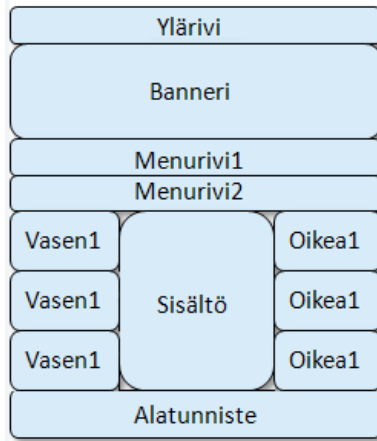 Ylärivi
Banneri
Menurivi1
Menurivi2
Vasen1
Oikea1
Vasen1
Sisältö
Oikea1
Vasen1
Oikea1
Alatunniste